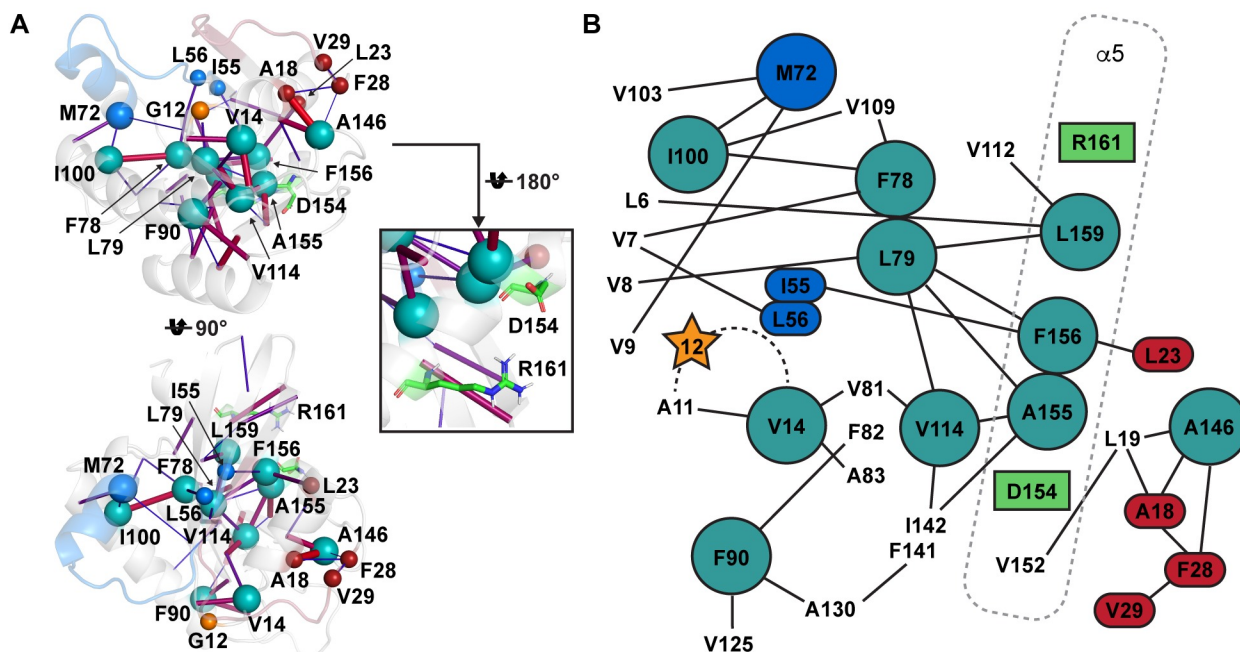 A
V29
L56
L23
I55
A18
F28
G12
M72
V14
A146
I100
F156
F78
D154
L79
F90
A155
V114
180°
D154
R161
90°
I55
L79
R161
L159
F156
M72
F78
L23
L56
A155
I100
V114
A146
A18
F28
V29
F90
V14
G12
B
α5
M72
V103
V109
R161
I100
V112
F78
L6
L159
V7
L79
V8
I55
L56
F156
V9
12
L23
V81
A11
V14
F82
V114
A155
A146
L19
A83
D154
A18
I142
F90
F141
V152
F28
A130
V29
V125